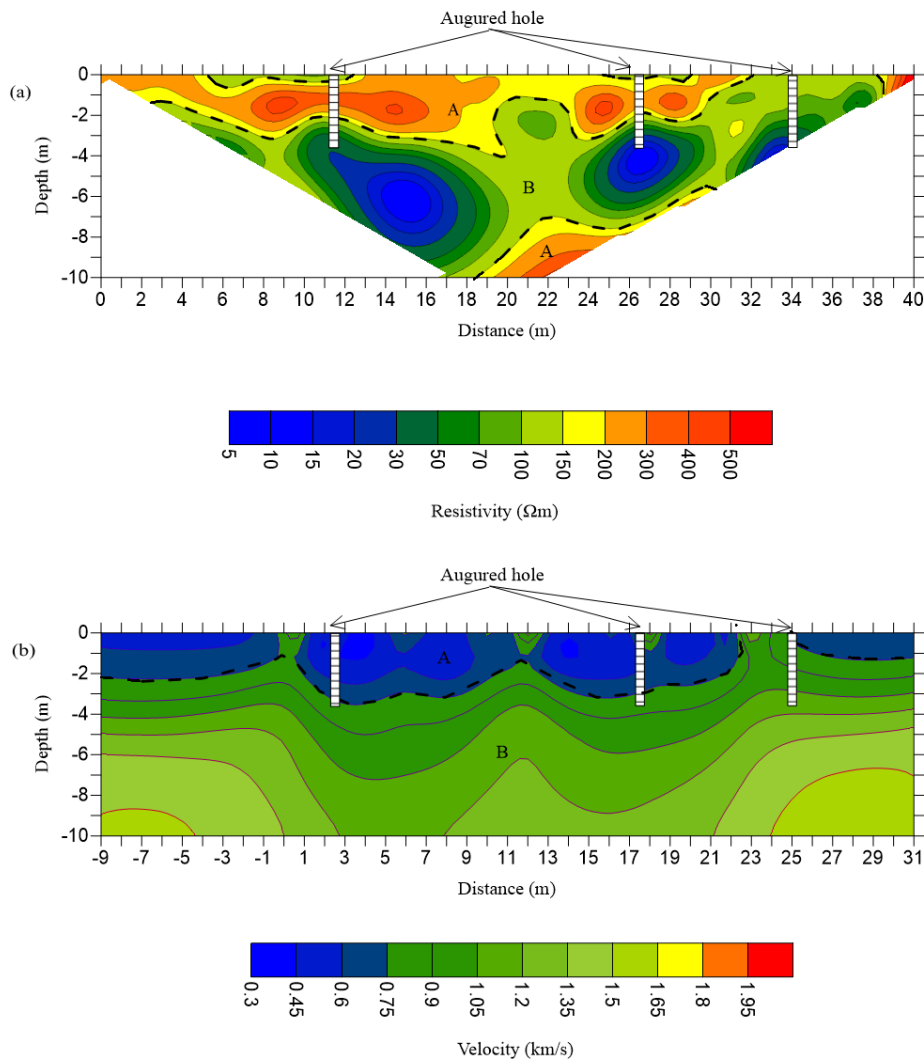 Augured hole
(a)
A
B
A
Depth (m)
0
-2
-4
-6
-8
-10
0 2 4 6 8 10 12 14 16 18 20 22 24 26 28 30 32 34 36 38 40
Distance (m)
5 10 15 20 30 50 70 100 150 200 300 400 500
Resistivity (Ωm)
Augured hole
(b)
A
B
Depth (m)
0
-2
-4
-6
-8
-10
-9 -7 -5 -3 -1 1 3 5 7 9 11 13 15 17 19 21 23 25 27 29 31
Distance (m)
0.3 0.45 0.6 0.75 0.9 1.05 1.2 1.35 1.5 1.65 1.8 1.95
Velocity (km/s)